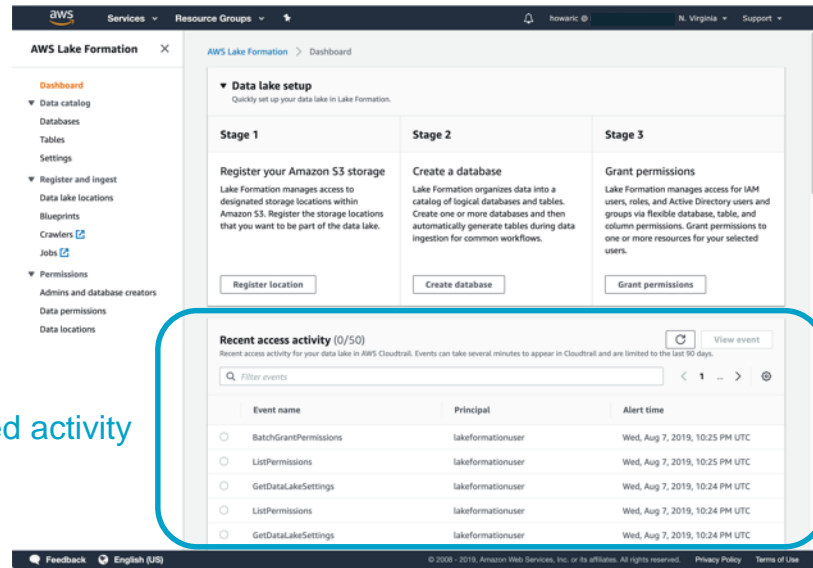 aws Services Resource Groups howaric @ N. Virginia Support
AWS Lake Formation ×
AWS Lake Formation > Dashboard
Dashboard
Data catalog
Databases
Tables
Settings
Register and ingest
Data lake locations
Blueprints
Crawlers
Jobs
Permissions
Admins and database creators
Data permissions
Data locations
Data lake setup
Quickly set up your data lake in Lake Formation.
Stage 1
Register your Amazon S3 storage
Lake Formation manages access to
designated storage locations within
Amazon S3. Register the storage locations
that you want to be part of the data lake.
Register location
Stage 2
Create a database
Lake Formation organizes data into a
catalog of logical databases and tables.
Create one or more databases and then
automatically generate tables during data
ingestion for common workflows.
Create database
Stage 3
Grant permissions
Lake Formation manages access for IAM
users, roles, and Active Directory users and
groups via flexible database, table, and
column permissions. Grant permissions to
one or more resources for your selected
users.
Grant permissions
ed activity
Recent access activity (0/50)
View event
Recent access activity for your data lake in AWS Cloudtrail. Events can take several minutes to appear in Cloudtrail and are limited to the last 90 days.
Filter events
< 1 ... >
Event name Principal Alert time
BatchGrantPermissions lakeformationuser Wed, Aug 7, 2019, 10:25 PM UTC
ListPermissions lakeformationuser Wed, Aug 7, 2019, 10:25 PM UTC
GetDataLakeSettings lakeformationuser Wed, Aug 7, 2019, 10:24 PM UTC
ListPermissions lakeformationuser Wed, Aug 7, 2019, 10:24 PM UTC
GetDataLakeSettings lakeformationuser Wed, Aug 7, 2019, 10:24 PM UTC
Feedback English (US) © 2008 - 2019, Amazon Web Services, Inc. or its affiliates. All rights reserved. Privacy Policy Terms of Use